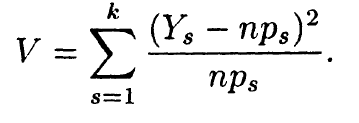 $$V = \sum_{s=1}^{k} \frac{(Y_s - np_s)^2}{np_s}.$$